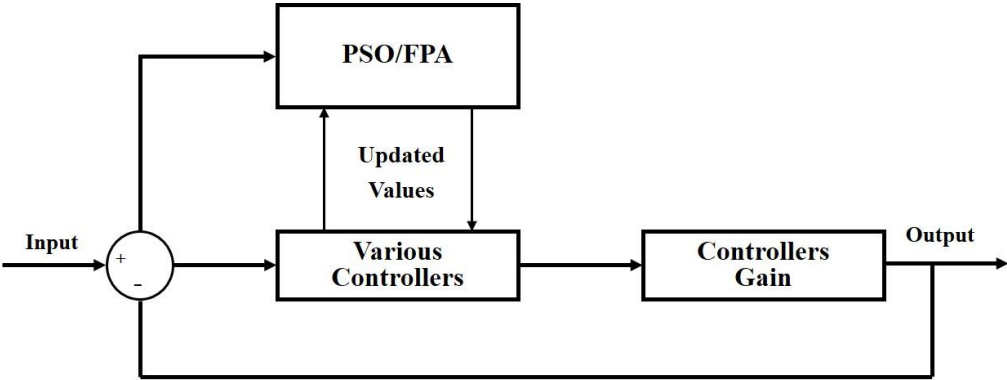 PSO/FPA
Updated
Values
Input
+
-
Various
Controllers
Controllers
Gain
Output